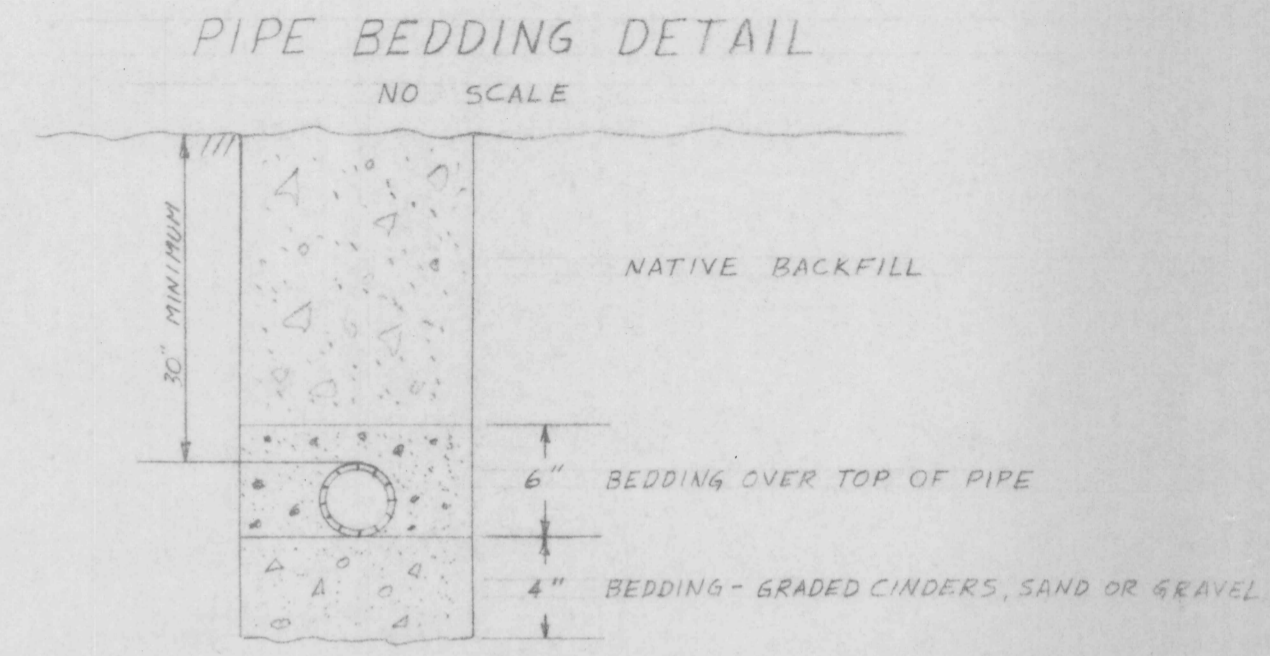 PIPE BEDDING DETAIL
NO SCALE
30" MINIMUM
NATIVE BACKFILL
6" BEDDING OVER TOP OF PIPE
4" BEDDING - GRADED CINDERS, SAND OR GRAVEL